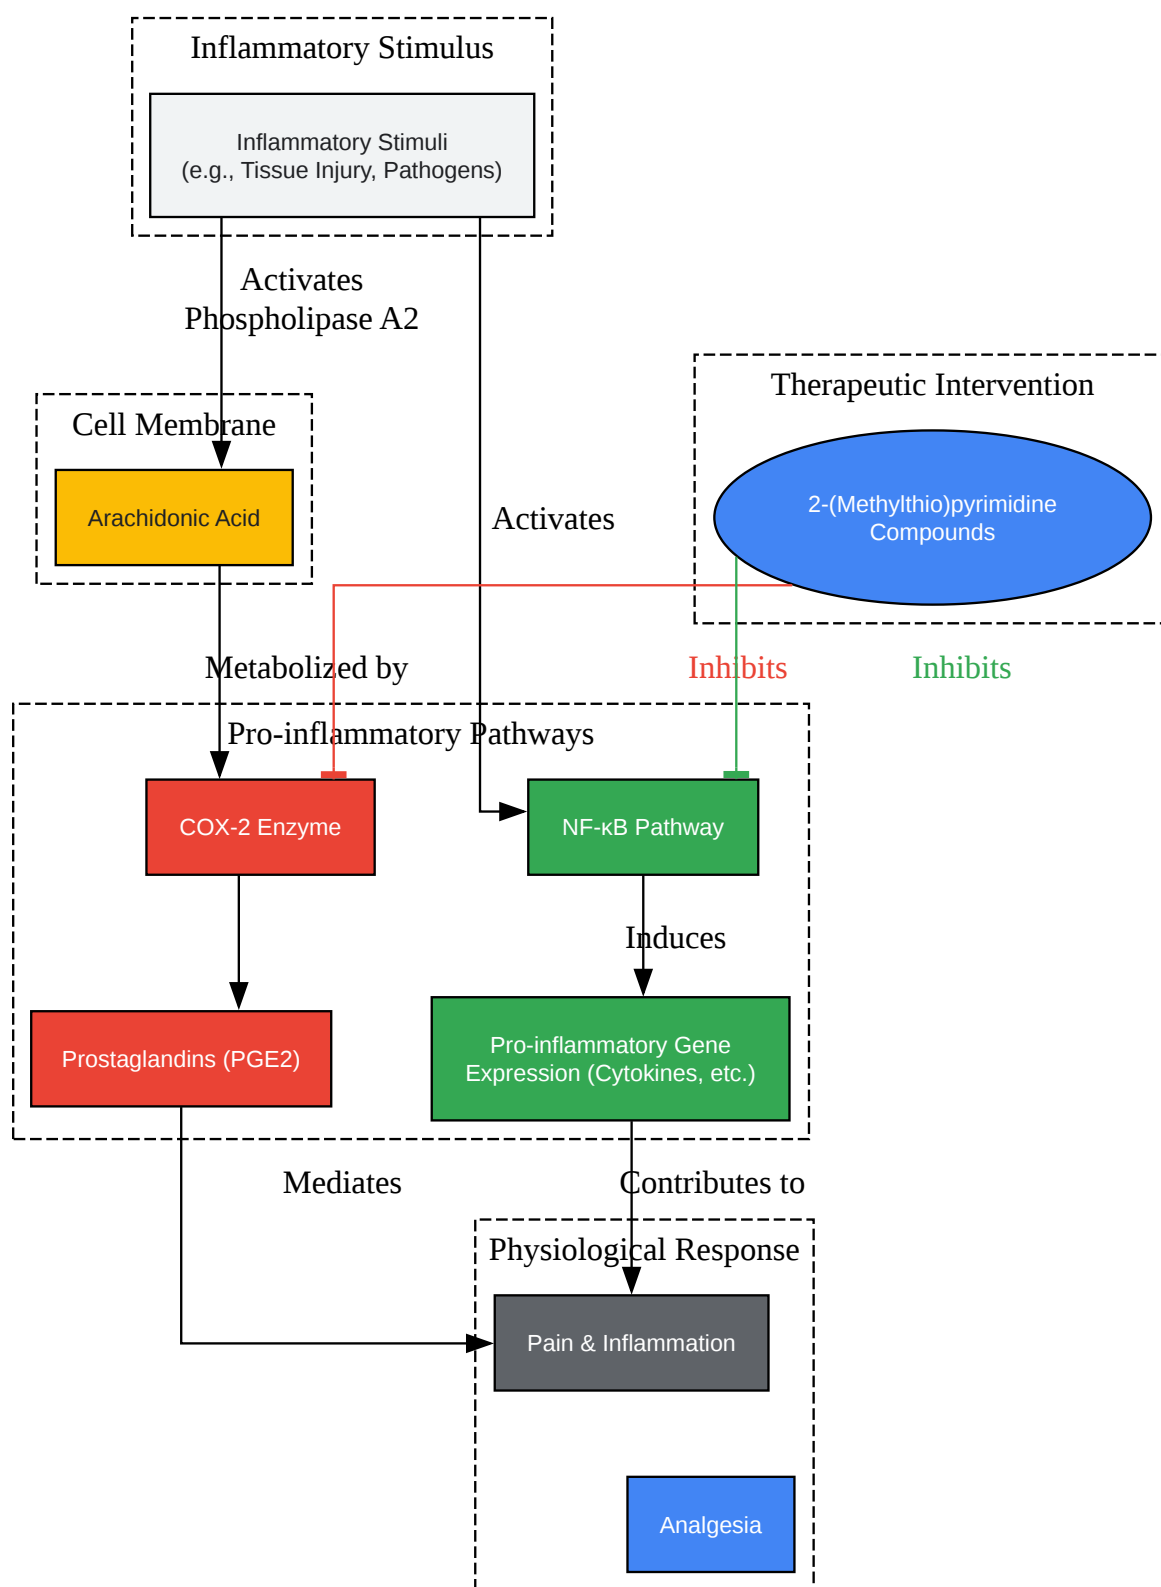 Inflammatory Stimulus
Inflammatory Stimuli
(e.g., Tissue Injury, Pathogens)
Activates
Phospholipase A2
Therapeutic Intervention
Cell Membrane
2-(Methylthio)pyrimidine
Compounds
Arachidonic Acid
Activates
Metabolized by
Inhibits
Inhibits
Pro-inflammatory Pathways
COX-2 Enzyme
NF-κB Pathway
Induces
Prostaglandins (PGE2)
Pro-inflammatory Gene
Expression (Cytokines, etc.)
Mediates
Contributes to
Physiological Response
Pain & Inflammation
Analgesia